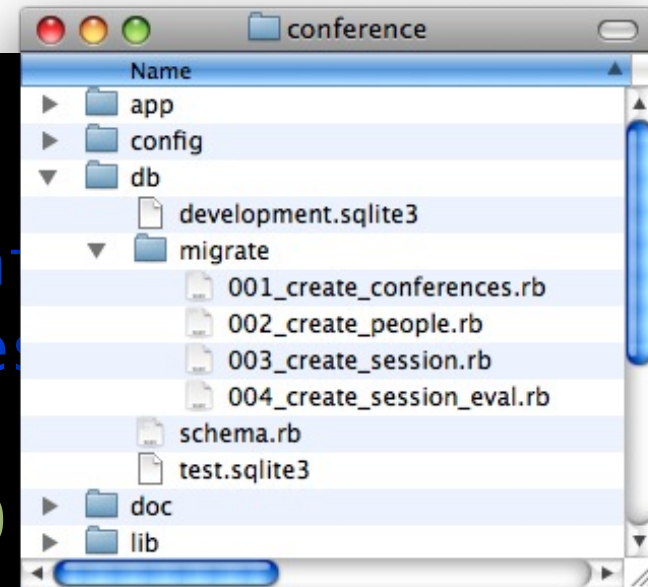 conference
Name
app
config
db
development.sqlite3
migrate
001_create_conferences.rb
002_create_people.rb
003_create_session.rb
004_create_session_eval.rb
schema.rb
test.sqlite3
doc
lib